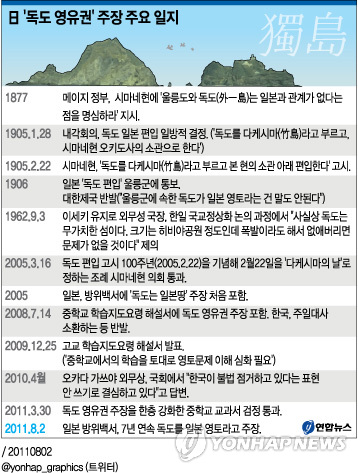 日 '독도 영유권' 주장 주요 일지
獨島
1877
메이지 정부, 시마네현에 '울릉도와 독도(外一島)는 일본과 관계가 없다는
점을 명심하라' 지시.
1905.1.28
내각회의, 독도 일본 편입 일방적 결정. ('독도를 다케시마(竹島)라고 부르고,
시마네현 오키도사의 소관으로 한다')
1905.2.22
시마네현, '독도를 다케시마(竹島)라고 부르고 본 현의 소관 아래 편입한다' 고시.
1906
일본 '독도 편입' 울릉군에 통보.
대한제국 반발("울릉군에 속한 독도가 일본 영토라는 건 말도 안된다")
1962,9,3
이세키 유지로 외무성 국장, 한일 국교정상화 논의 과정에서 "사실상 독도는
무가치한 섬이다. 크기는 히비야공원 정도인데 폭발이라도 해서 없애버리면
문제가 없을 것이다" 제의
2005,3,16
독도 편입 고시 100주년(2005.2.22)을 기념해 2월22일을 '다케시마의 날'로
정하는 조례 시마네현 의회 통과.
2005
일본, 방위백서에 '독도는 일본땅' 주장 처음 포함.
2008,7,14
중학교 학습지도요령 해설서에 독도 영유권 주장 포함. 한국, 주일대사
소환하는 등 반발.
2009,12,25
고교 학습지도요령 해설서 발표.
('중학교에서의 학습을 토대로 영토문제 이해 심화 필요')
2010,4월
오카다 가쓰야 외무상, 국회에서 "한국이 불법 점거하고 있다는 표현
안 쓰기로 결심하고 있다"고 답변.
2011,3,30
독도 영유권 주장을 한층 강화한 중학교 교과서 검정 통과.
2011,8,2
일본 방위백서, 7년 연속 독도를 일본 영토라고 주장.
연합뉴스
/ 20110802
@yonhap_graphics (트위터)
YONHAP NEWS